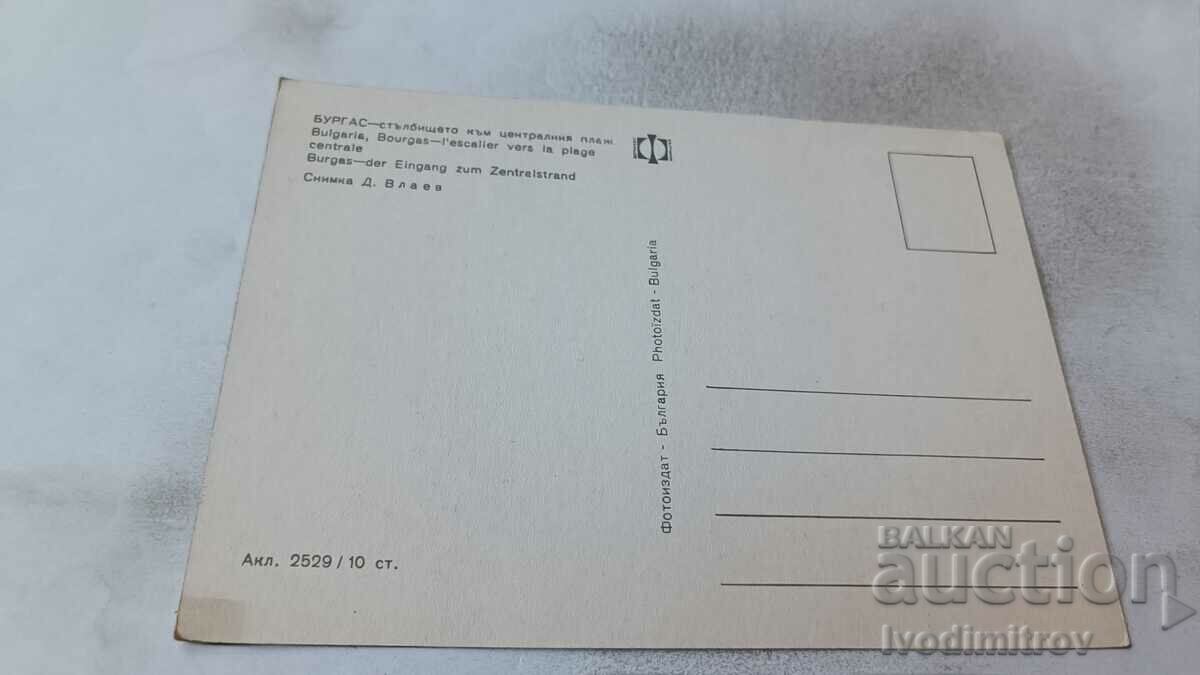 БУРГАС—стълбището към централния плаж
Bulgaria, Bourgas—l'escalier vers la plage
centrale
Burgas—der Eingang zum Zentralstrand
Снимка Д. Влаев
Фотоиздат - България Photoizdat - Bulgaria
Акл. 2529 / 10 ст.
BALKAN
auction
Ivodimitrov